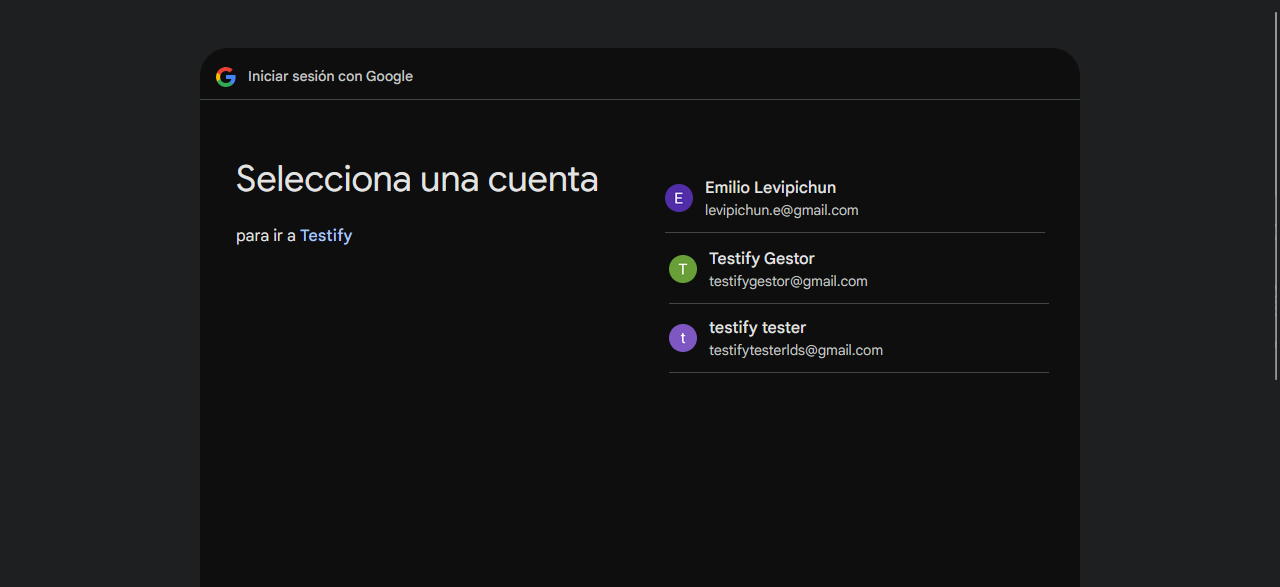 Iniciar sesión con Google
Selecciona una cuenta
para ir a Testify
E
Emilio Levipichun
levipichun.e@gmail.com
T
Testify Gestor
testifygestor@gmail.com
t
testify tester
testifytesterlds@gmail.com